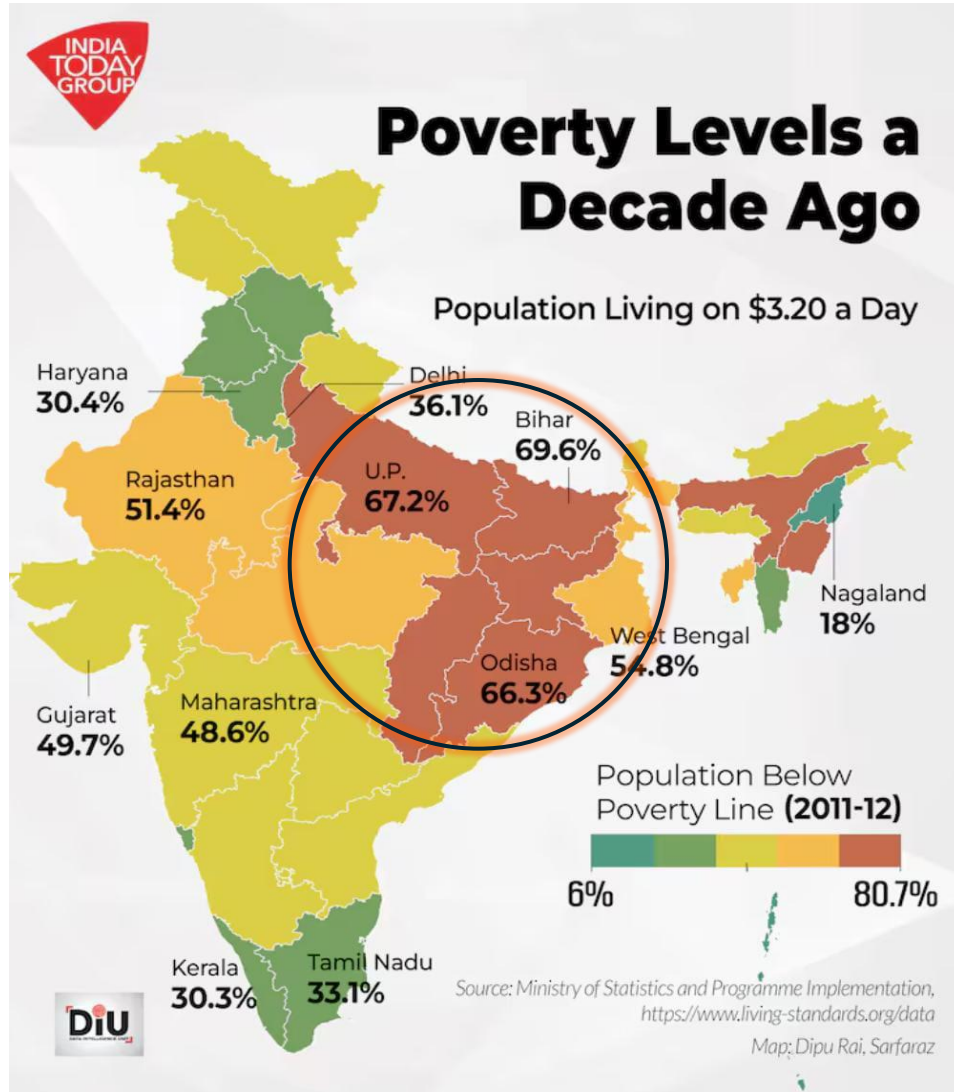 INDIA
TODAY
GROUP
Poverty Levels a
Decade Ago
Population Living on $3.20 a Day
Haryana
30.4%
Delhi
36.1%
Bihar
69.6%
Rajasthan
51.4%
U.P.
67.2%
Nagaland
18%
West Bengal
54.8%
Odisha
66.3%
Gujarat
49.7%
Maharashtra
48.6%
Population Below
Poverty Line (2011-12)
6%
80.7%
Kerala
30.3%
Tamil Nadu
33.1%
Source: Ministry of Statistics and Programme Implementation,
https://www.living-standards.org/data
Map: Dipu Rai, Sarfaraz
DiU
DATA INTELLIGENCE UNIT